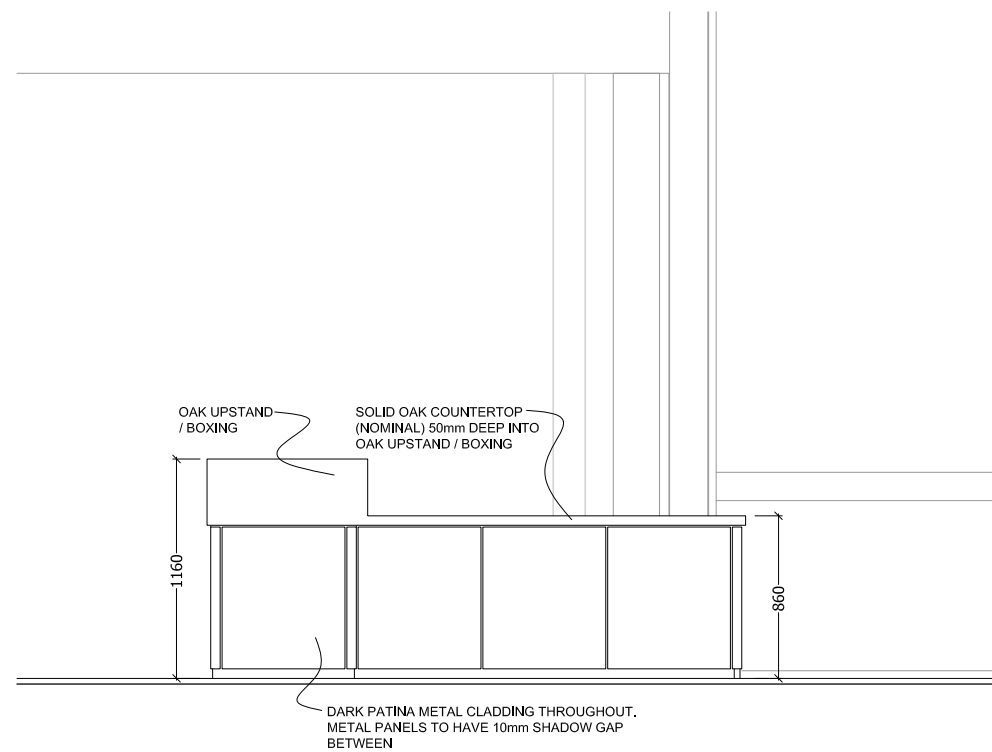 OAK UPSTAND
/ BOXING
SOLID OAK COUNTERTOP
(NOMINAL) 50mm DEEP INTO
OAK UPSTAND / BOXING
1160
860
DARK PATINA METAL CLADDING THROUGHOUT.
METAL PANELS TO HAVE 10mm SHADOW GAP
BETWEEN